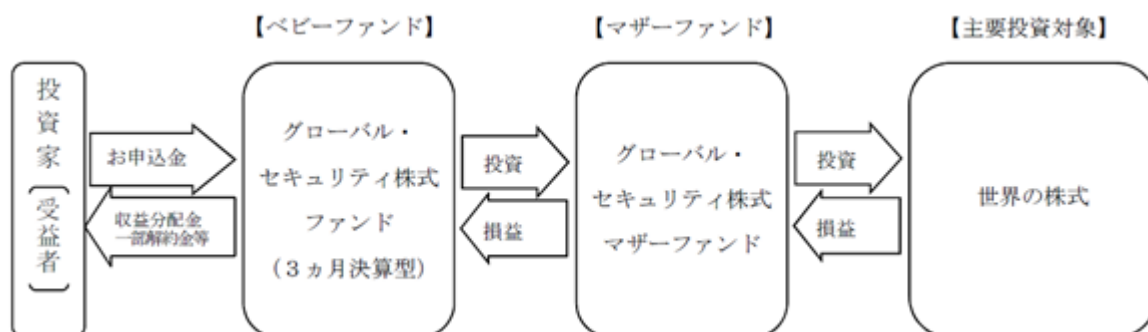 【ベビーファンド】
【マザーファンド】
【主要投資対象】
投資家(受益者)
お申込金
収益分配金
一部解約金等
グローバル・
セキュリティ株式
ファンド
(3ヵ月決算型)
投資
損益
グローバル・
セキュリティ株式
マザーファンド
投資
損益
世界の株式